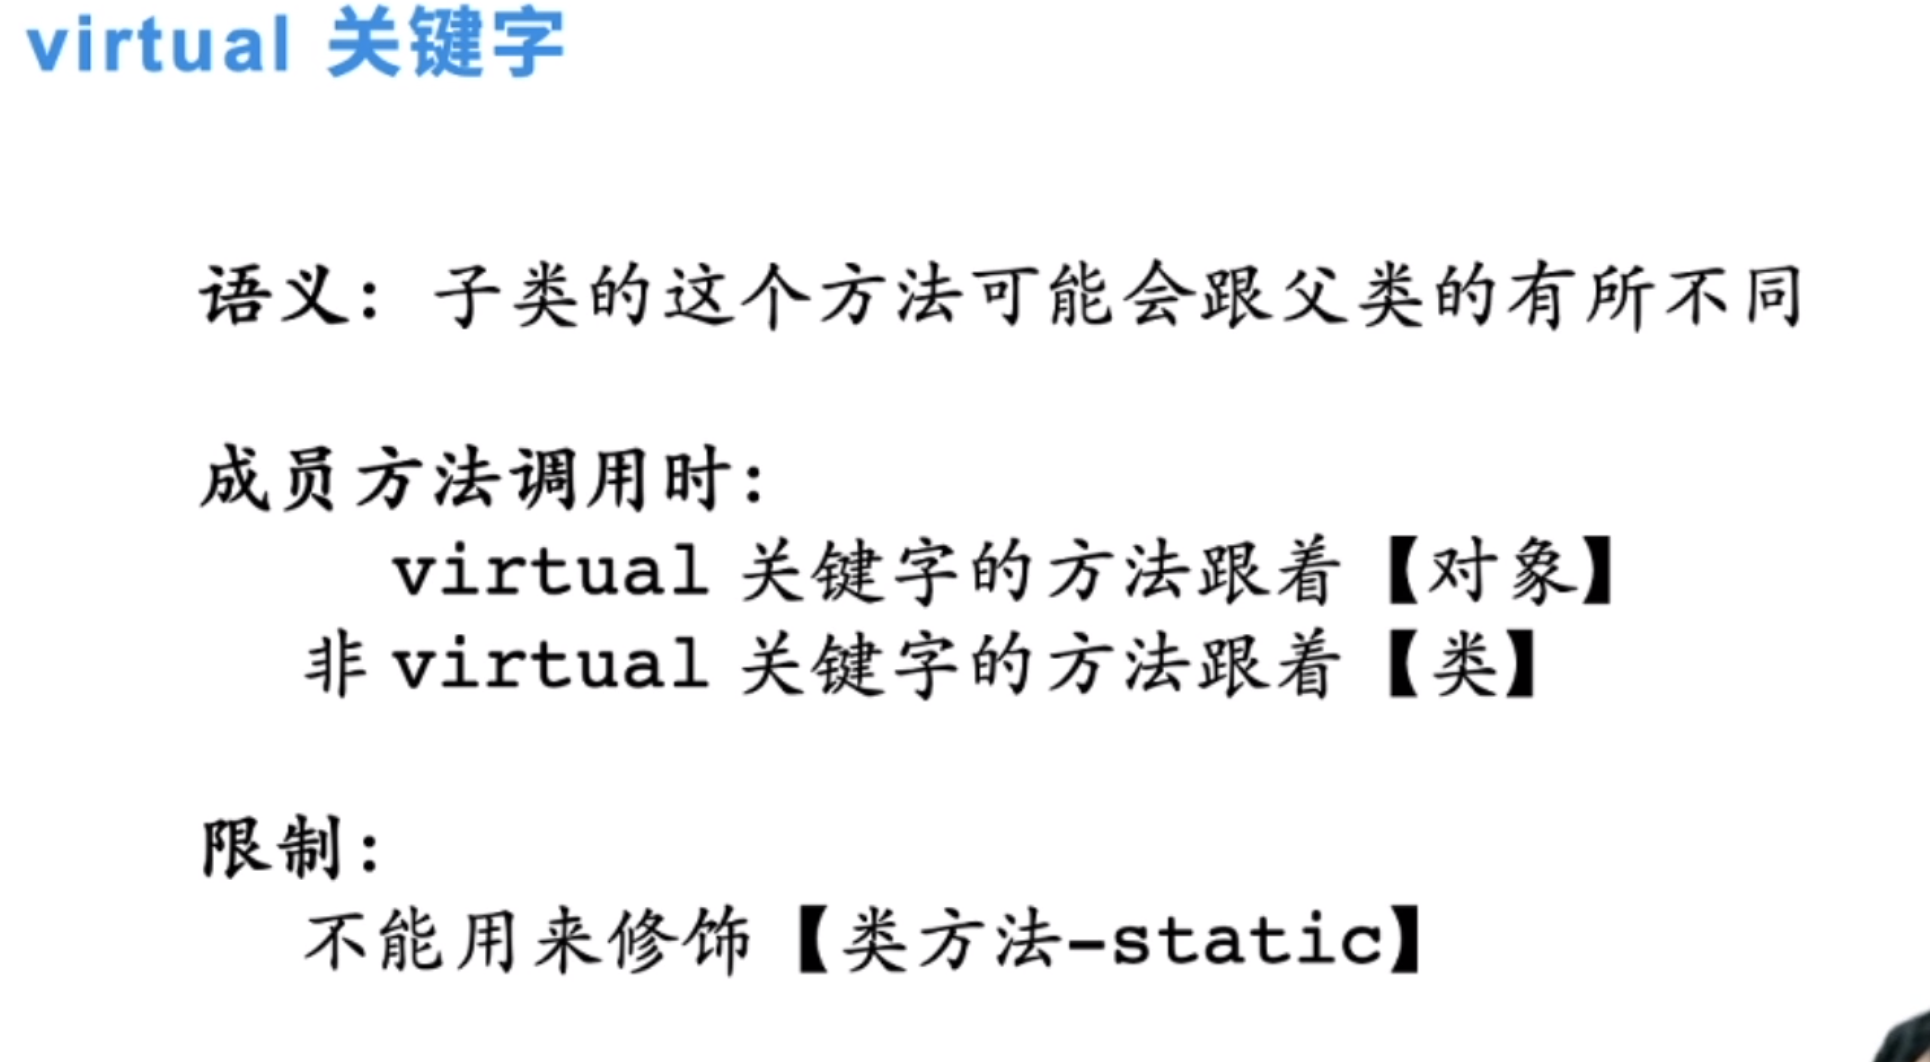 virtual 关键字
语义：子类的这个方法可能会跟父类的有所不同
成员方法调用时：
virtual 关键字的方法跟着【对象】
非 virtual 关键字的方法跟着【类】
限制：
不能用来修饰【类方法-static】